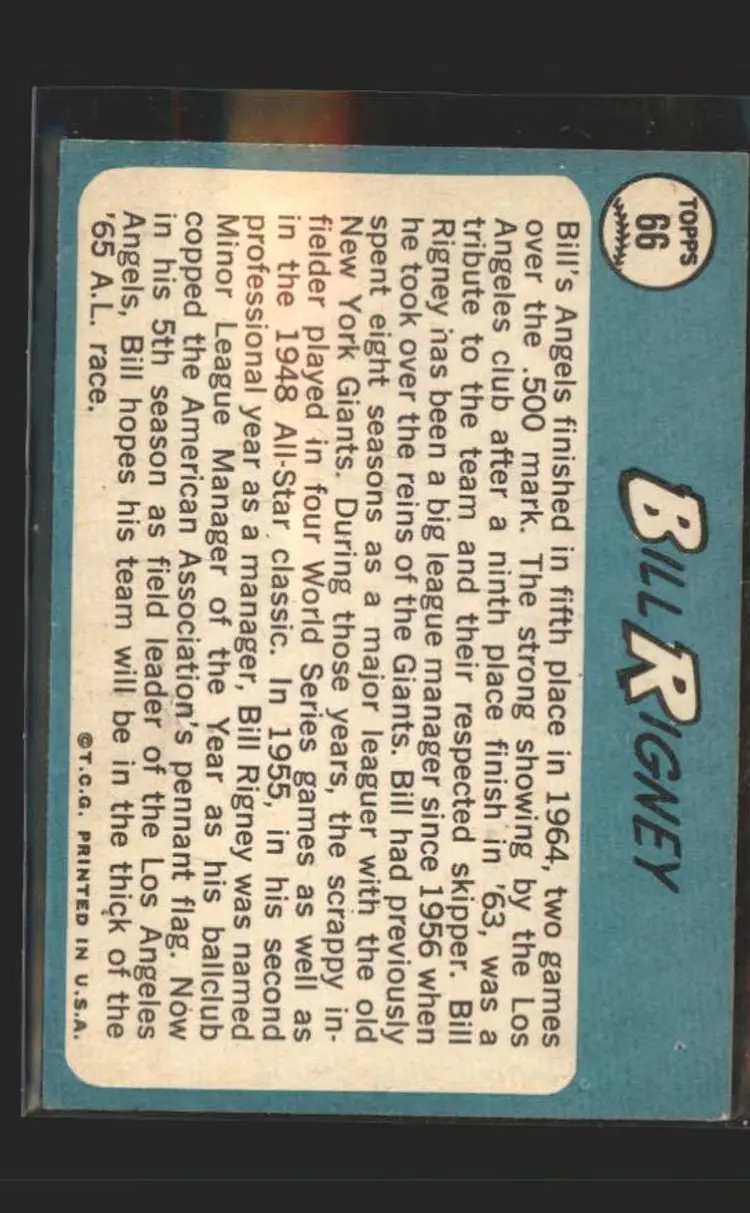 TOPPS
66
BILL RIGNEY
Bill's Angels finished in fifth place in 1964, two games
over the .500 mark. The strong showing by the Los
Angeles club after a ninth place finish in '63, was a
tribute to the team and their respected skipper. Bill
Rigney has been a big league manager since 1956 when
he took over the reins of the Giants. Bill had previously
spent eight seasons as a major leaguer with the old
New York Giants. During those years, the scrappy in-
fielder played in four World Series games as well as
in the 1948 All-Star classic. In 1955, in his second
professional year as a manager, Bill Rigney was named
Minor League Manager of the Year as his ballclub
copped the American Association's pennant flag. Now
in his 5th season as field leader of the Los Angeles
Angels, Bill hopes his team will be in the thick of the
'65 A.L. race.
©T.C.G. PRINTED IN U.S.A.